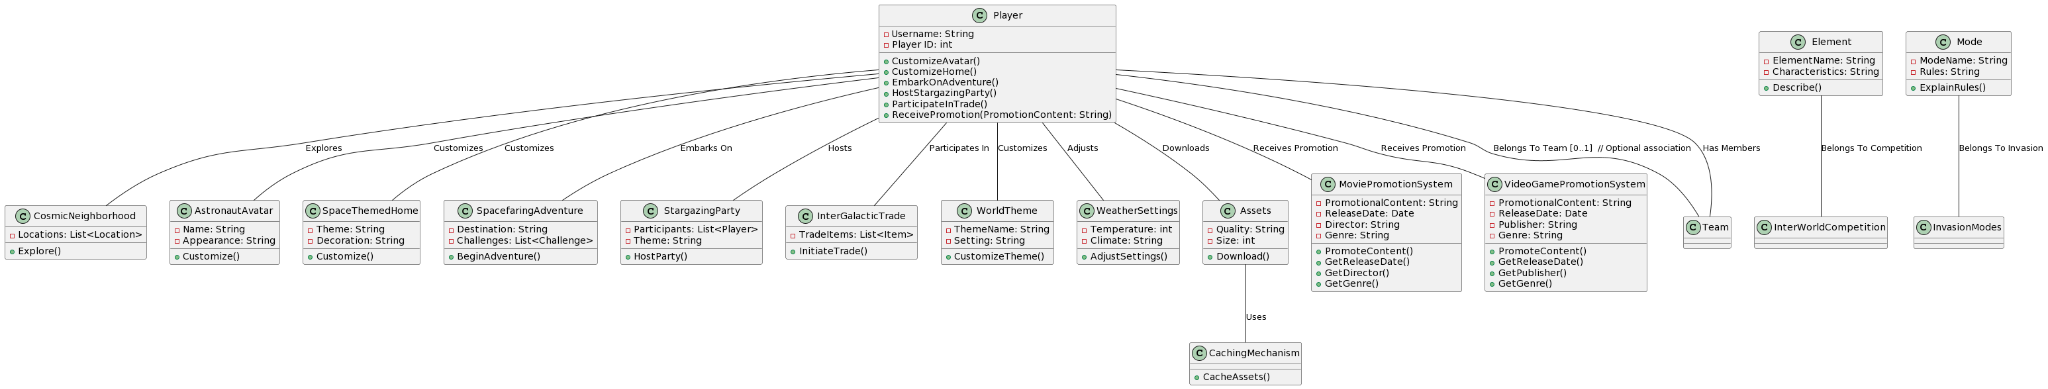 C Player
Username: String
Player ID: int
CustomizeAvatar()
CustomizeHome()
EmbarkOnAdventure()
HostStargazingParty()
ParticipateInTrade()
ReceivePromotion(PromotionContent: String)
C Element
ElementName: String
Characteristics: String
Describe()
C Mode
ModeName: String
Rules: String
ExplainRules()
Explores
Customizes
Customizes
Embarks On
Hosts
Participates In
Customizes
Adjusts
Downloads
Receives Promotion
Receives Promotion
Belongs To Team [0..1] // Optional association
Has Members
Belongs To Competition
Belongs To Invasion
C CosmicNeighborhood
Locations: List<Location>
Explore()
C AstronautAvatar
Name: String
Appearance: String
Customize()
C SpaceThemedHome
Theme: String
Decoration: String
Customize()
C SpacefaringAdventure
Destination: String
Challenges: List<Challenge>
BeginAdventure()
C StargazingParty
Participants: List<Player>
Theme: String
HostParty()
C InterGalacticTrade
TradeItems: List<Item>
InitiateTrade()
C WorldTheme
ThemeName: String
Setting: String
CustomizeTheme()
C WeatherSettings
Temperature: int
Climate: String
AdjustSettings()
C Assets
Quality: String
Size: int
Download()
C MoviePromotionSystem
PromotionalContent: String
ReleaseDate: Date
Director: String
Genre: String
PromoteContent()
GetReleaseDate()
GetDirector()
GetGenre()
C VideoGamePromotionSystem
PromotionalContent: String
ReleaseDate: Date
Publisher: String
Genre: String
PromoteContent()
GetReleaseDate()
GetPublisher()
GetGenre()
C Team
C InterWorldCompetition
C InvasionModes
Uses
C CachingMechanism
CacheAssets()